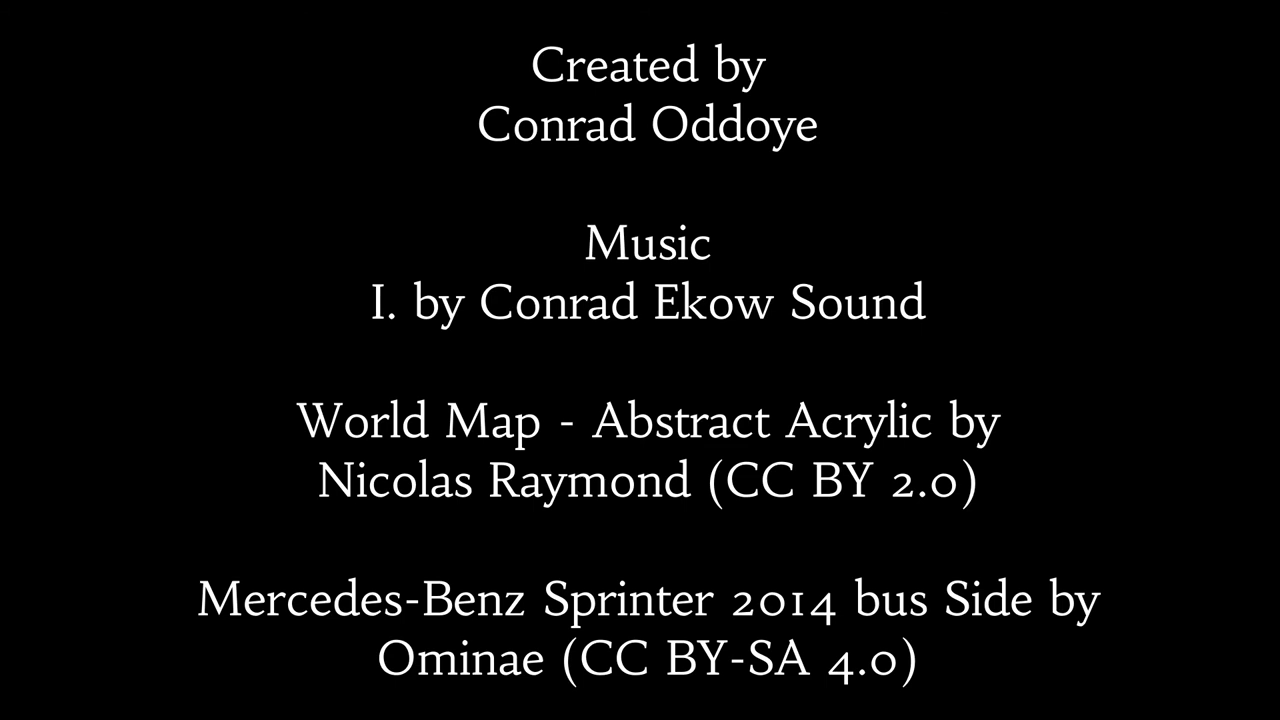 Created by
Conrad Oddoye
Music
I. by Conrad Ekow Sound
World Map - Abstract Acrylic by
Nicolas Raymond (CC BY 2.0)
Mercedes-Benz Sprinter 2014 bus Side by
Ominae (CC BY-SA 4.0)